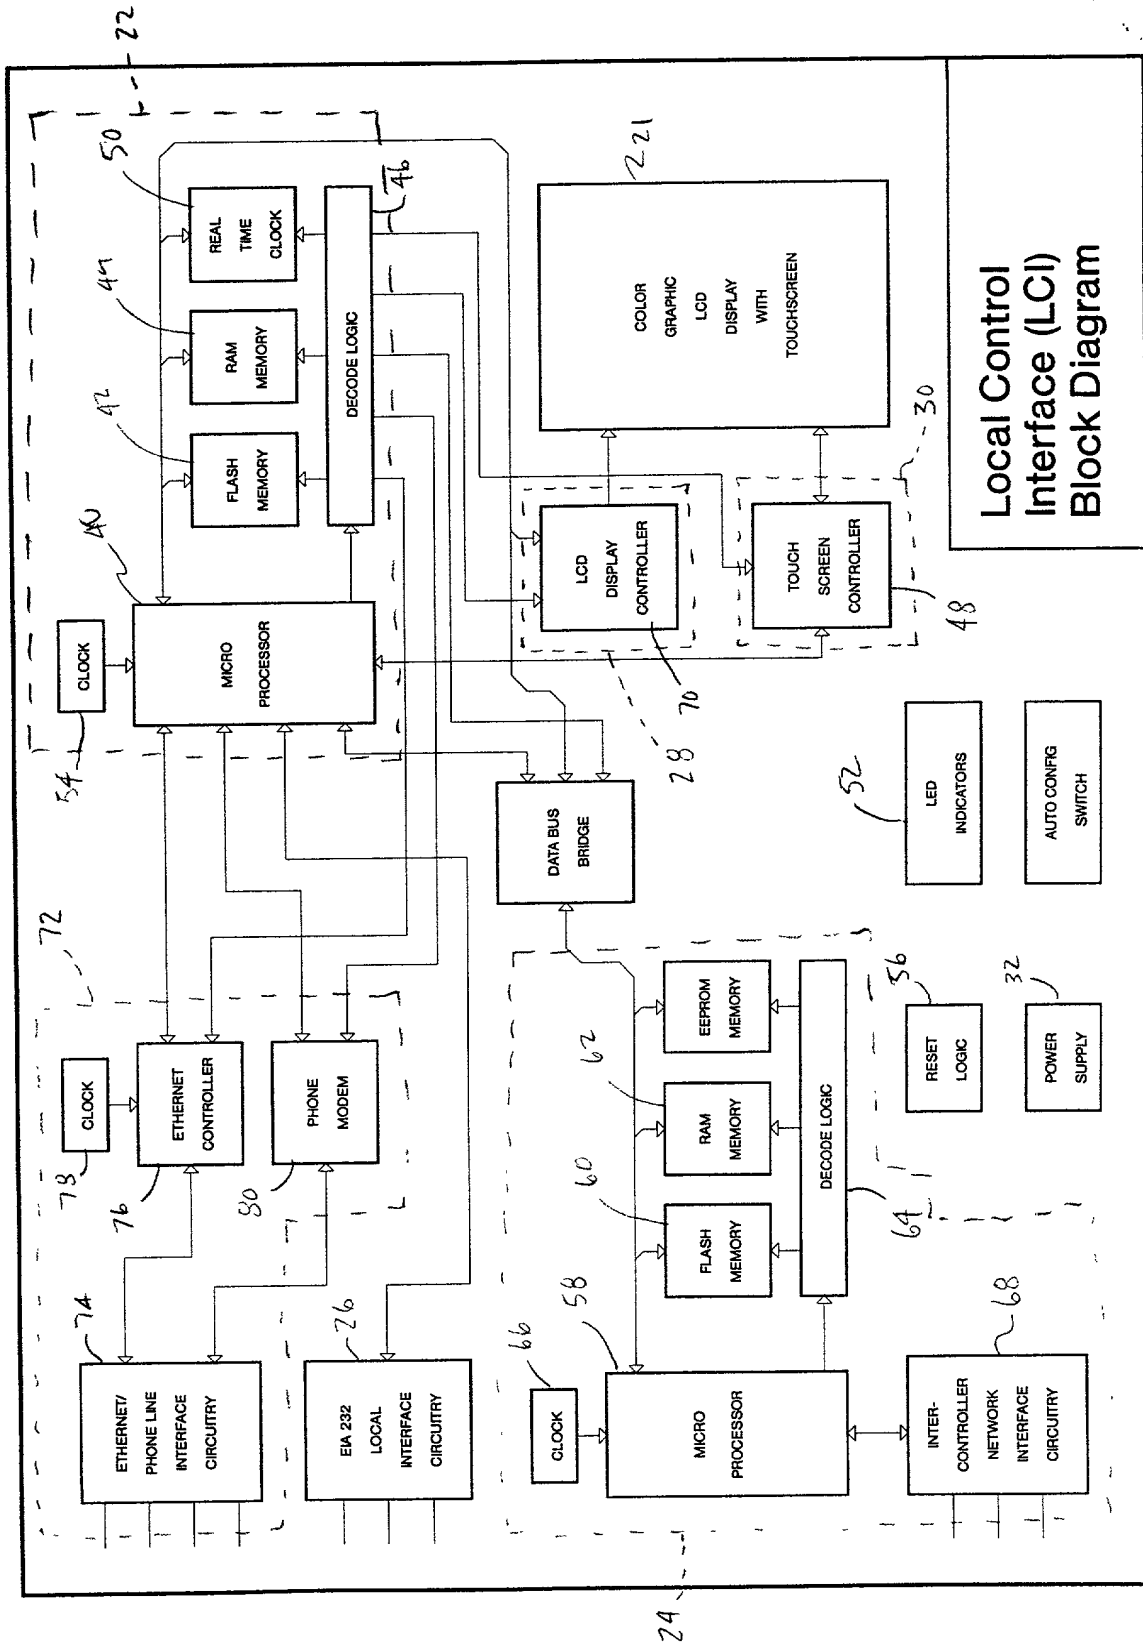 22
50
REAL
TIME
CLOCK
44
RAM
MEMORY
42
FLASH
MEMORY
DECODE LOGIC
46
40
MICRO
PROCESSOR
CLOCK
54
72
CLOCK
78
ETHERNET
CONTROLLER
76
PHONE
MODEM
80
74
ETHERNET/
PHONE LINE
INTERFACE
CIRCUITRY
26
EIA 232
LOCAL
INTERFACE
CIRCUITRY
221
COLOR
GRAPHIC
LCD
DISPLAY
WITH
TOUCHSCREEN
LCD
DISPLAY
CONTROLLER
70
28
30
TOUCH
SCREEN
CONTROLLER
48
DATA BUS
BRIDGE
EEPROM
MEMORY
62
RAM
MEMORY
60
FLASH
MEMORY
DECODE LOGIC
64
58
66
CLOCK
MICRO
PROCESSOR
68
INTER-
CONTROLLER
NETWORK
INTERFACE
CIRCUITRY
24
52
LED
INDICATORS
AUTO CONFIG
SWITCH
56
RESET
LOGIC
32
POWER
SUPPLY
Local Control
Interface (LCI)
Block Diagram